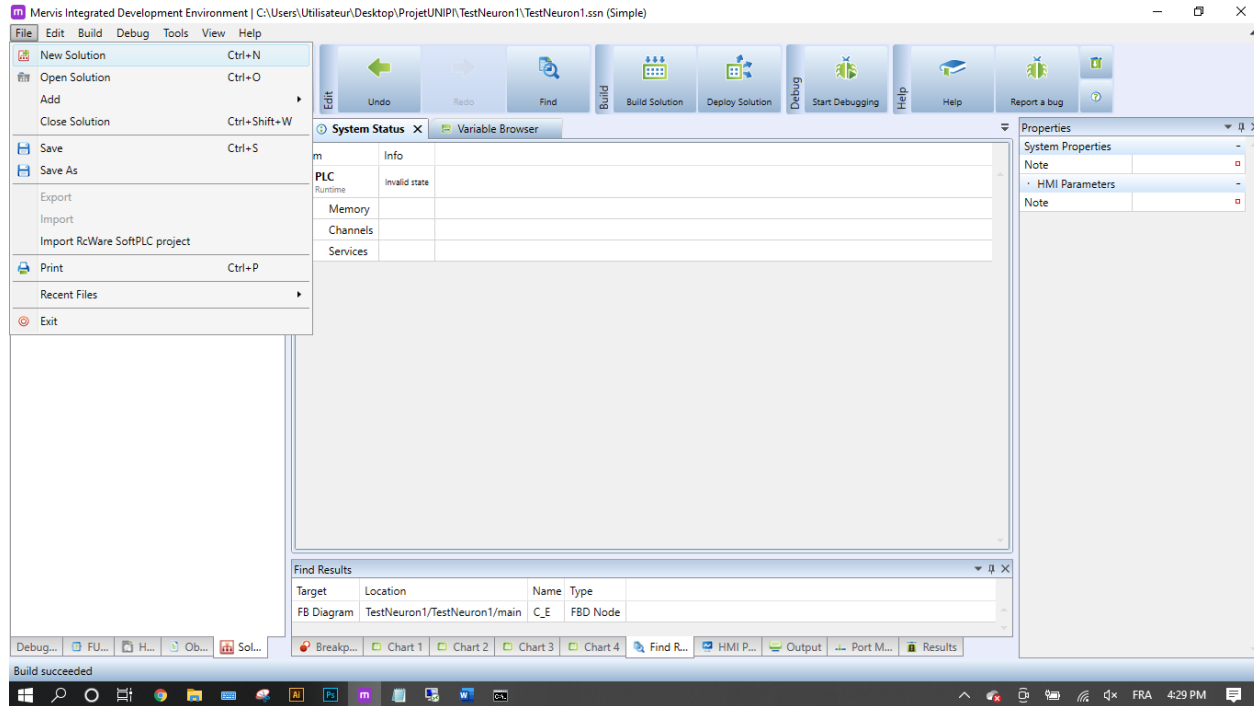 Mervis Integrated Development Environment | C:\Users\Utilisateur\Desktop\ProjetUNIPI\TestNeuron1\TestNeuron1.ssn (Simple)
File Edit Build Debug Tools View Help
New Solution Ctrl+N
Open Solution Ctrl+O
Add
Close Solution Ctrl+Shift+W
Save Ctrl+S
Save As
Export
Import
Import RcWare SoftPLC project
Print Ctrl+P
Recent Files
Exit
Edit Undo Redo Find Build Build Solution Deploy Solution Debug Start Debugging Help Help Report a bug
System Status Variable Browser
m Info
PLC
Runtime Invalid state
Memory
Channels
Services
Properties
System Properties
Note
HMI Parameters
Note
Find Results
Target Location Name Type
FB Diagram TestNeuron1/TestNeuron1/main C_E FBD Node
Debug... FU... H... Ob... Sol... Breakp... Chart 1 Chart 2 Chart 3 Chart 4 Find R... HMI P... Output Port M... Results
Build succeeded
FRA 4:29 PM